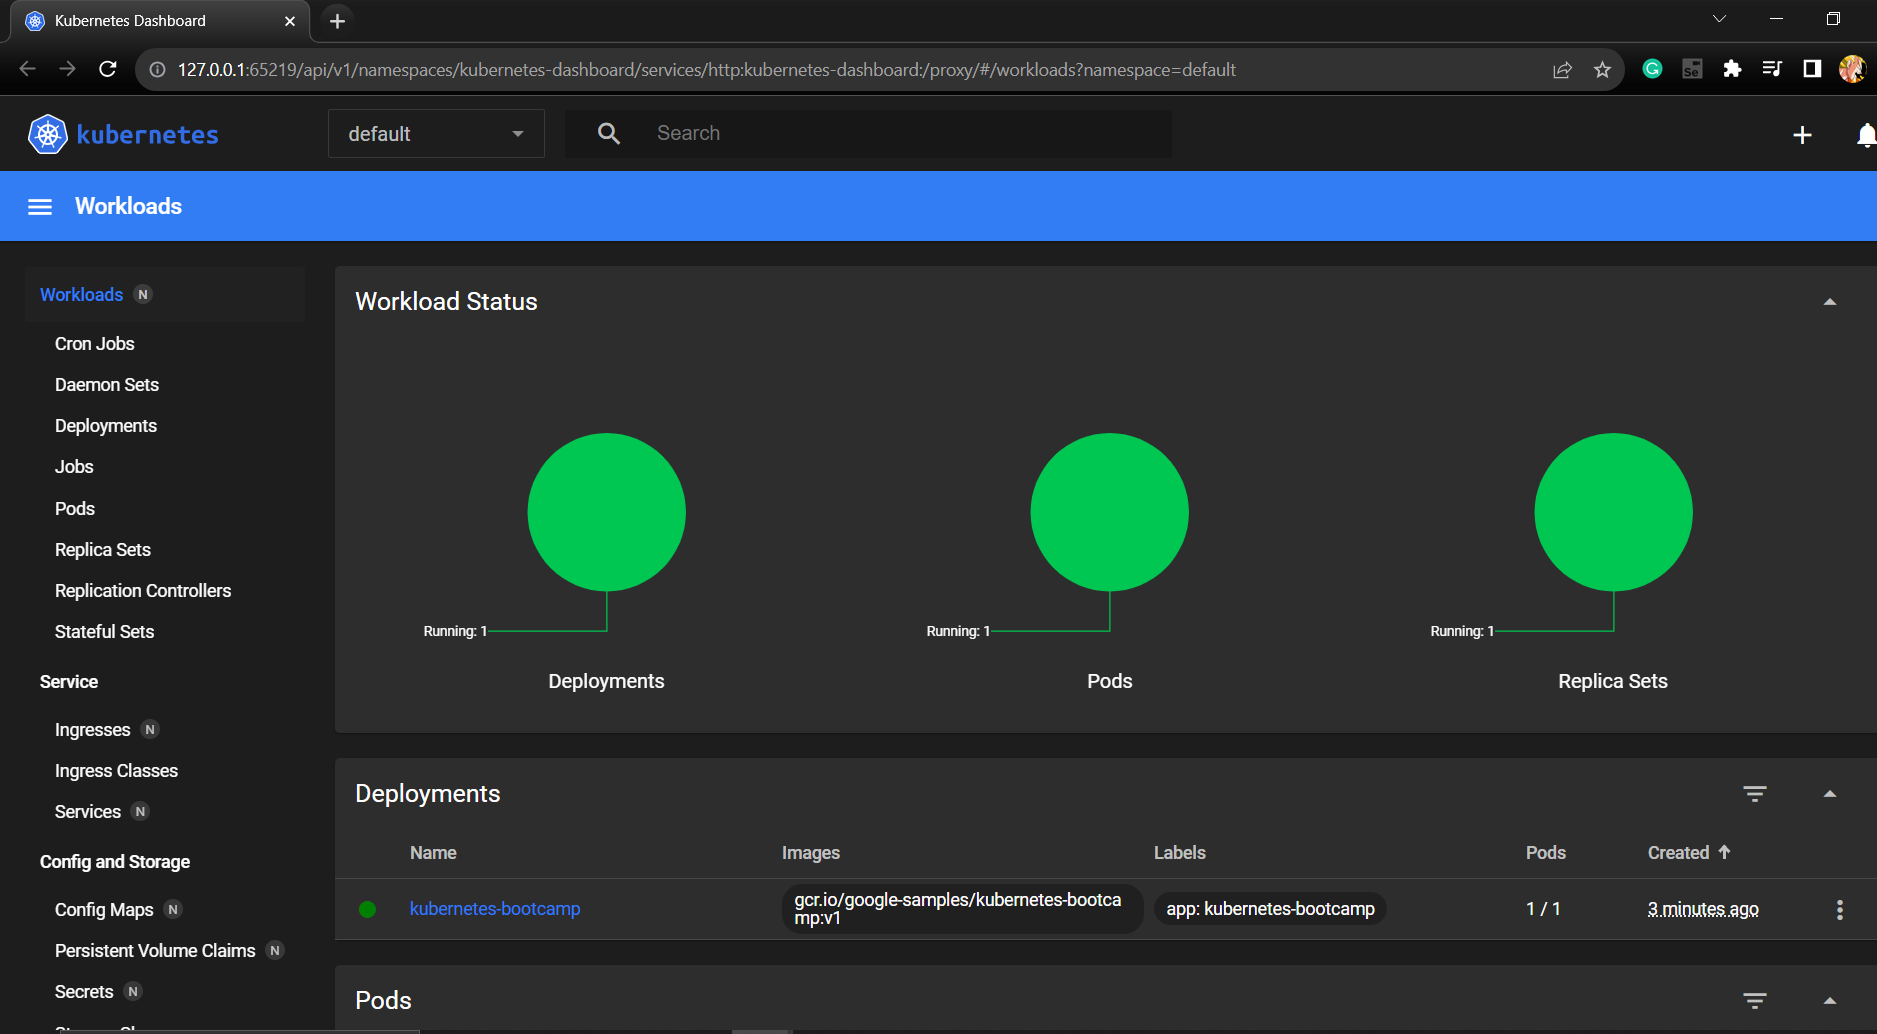 Kubernetes Dashboard
127.0.0.1:65219/api/v1/namespaces/kubernetes-dashboard/services/http:kubernetes-dashboard:/proxy/#/workloads?namespace=default
Se
kubernetes
default
Search
Workloads
Workloads N
Cron Jobs
Daemon Sets
Deployments
Jobs
Pods
Replica Sets
Replication Controllers
Stateful Sets
Service
Ingresses N
Ingress Classes
Services N
Config and Storage
Config Maps N
Persistent Volume Claims N
Secrets N
Workload Status
Running: 1
Deployments
Running: 1
Pods
Running: 1
Replica Sets
Deployments
Name Images Labels Pods Created
kubernetes-bootcamp
gcr.io/google-samples/kubernetes-bootca
mp:v1
app: kubernetes-bootcamp
1 / 1
3 minutes ago
Pods